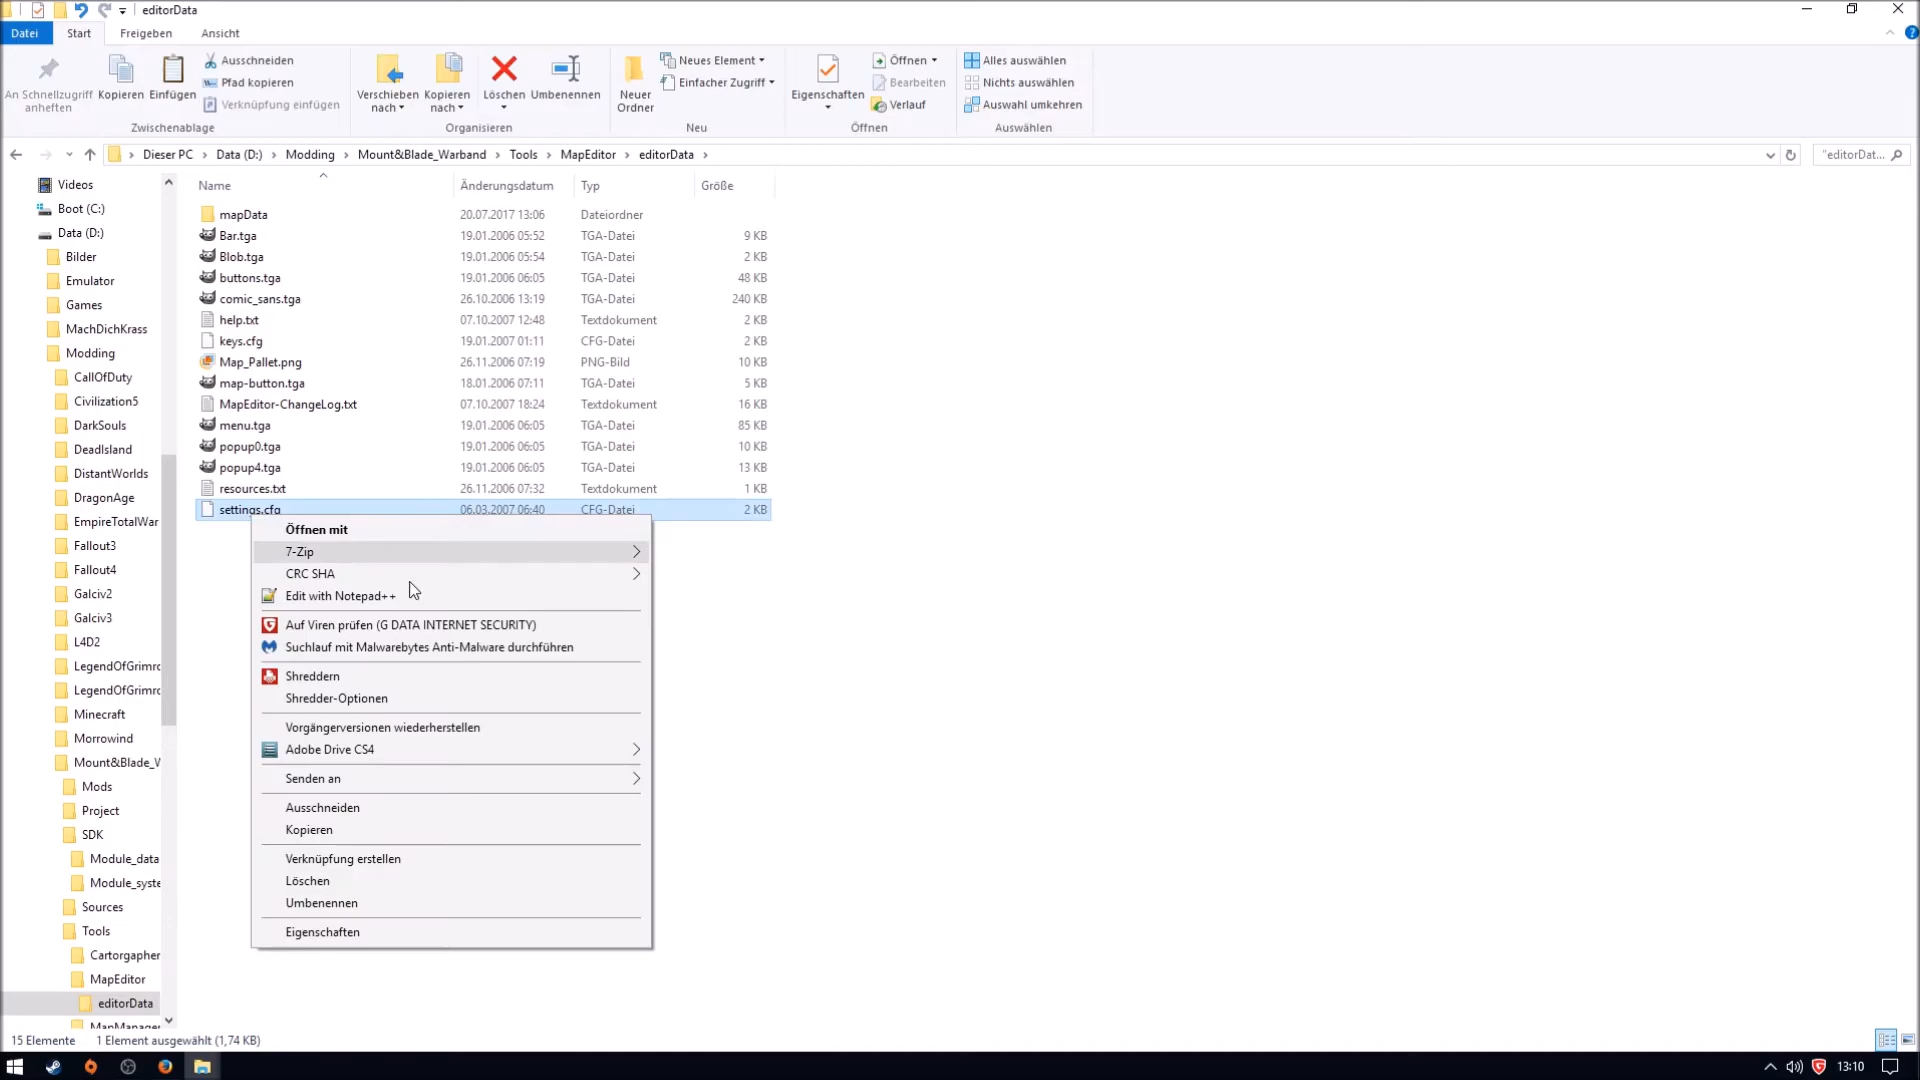 editorData
Datei Start Freigeben Ansicht
An Schnellzugriff
anheften
Kopieren
Einfügen
Ausschneiden
Pfad kopieren
Verknüpfung einfügen
Zwischenablage
Verschieben
nach
Kopieren
nach
Löschen
Umbenennen
Organisieren
Neuer
Ordner
Neues Element
Einfacher Zugriff
Neu
Eigenschaften
Öffnen
Bearbeiten
Verlauf
Öffnen
Alles auswählen
Nichts auswählen
Auswahl umkehren
Auswählen
Dieser PC Data (D:) Modding Mount&Blade_Warband Tools MapEditor editorData
"editorDat...
Videos
Boot (C:)
Data (D:)
Bilder
Emulator
Games
MachDichKrass
Modding
CallOfDuty
Civilization5
DarkSouls
DeadIsland
DistantWorlds
DragonAge
EmpireTotalWar
Fallout3
Fallout4
Galciv2
Galciv3
L4D2
LegendOfGrimro
LegendOfGrimro
Minecraft
Morrowind
Mount&Blade_W
Mods
Project
SDK
Module_data
Module_syste
Sources
Tools
Cartorgapher
MapEditor
editorData
MapManager
Name Änderungsdatum Typ Größe
mapData 20.07.2017 13:06 Dateiordner
Bar.tga 19.01.2006 05:52 TGA-Datei 9 KB
Blob.tga 19.01.2006 05:54 TGA-Datei 2 KB
buttons.tga 19.01.2006 06:05 TGA-Datei 48 KB
comic_sans.tga 26.10.2006 13:19 TGA-Datei 240 KB
help.txt 07.10.2007 12:48 Textdokument 2 KB
keys.cfg 19.01.2007 01:11 CFG-Datei 2 KB
Map_Pallet.png 26.11.2006 07:19 PNG-Bild 10 KB
map-button.tga 18.01.2006 07:11 TGA-Datei 5 KB
MapEditor-ChangeLog.txt 07.10.2007 18:24 Textdokument 16 KB
menu.tga 19.01.2006 06:05 TGA-Datei 85 KB
popup0.tga 19.01.2006 06:05 TGA-Datei 10 KB
popup4.tga 19.01.2006 06:05 TGA-Datei 13 KB
resources.txt 26.11.2006 07:32 Textdokument 1 KB
settings.cfg 06.03.2007 06:40 CFG-Datei 2 KB
Öffnen mit
7-Zip
CRC SHA
Edit with Notepad++
Auf Viren prüfen (G DATA INTERNET SECURITY)
Suchlauf mit Malwarebytes Anti-Malware durchführen
Shreddern
Shredder-Optionen
Vorgängerversionen wiederherstellen
Adobe Drive CS4
Senden an
Ausschneiden
Kopieren
Verknüpfung erstellen
Löschen
Umbenennen
Eigenschaften
15 Elemente 1 Element ausgewählt (1,74 KB)
13:10